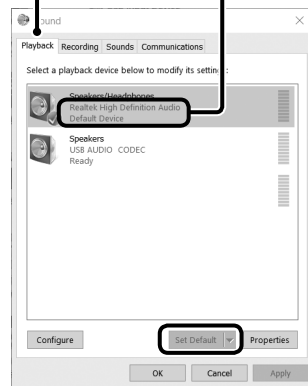 ound
Playback Recording Sounds Communications
Select a playback device below to modify its settings:
Speakers/Headphones
Realtek High Definition Audio
Default Device
Speakers
USB AUDIO CODEC
Ready
Configure Set Default Properties
OK Cancel Apply